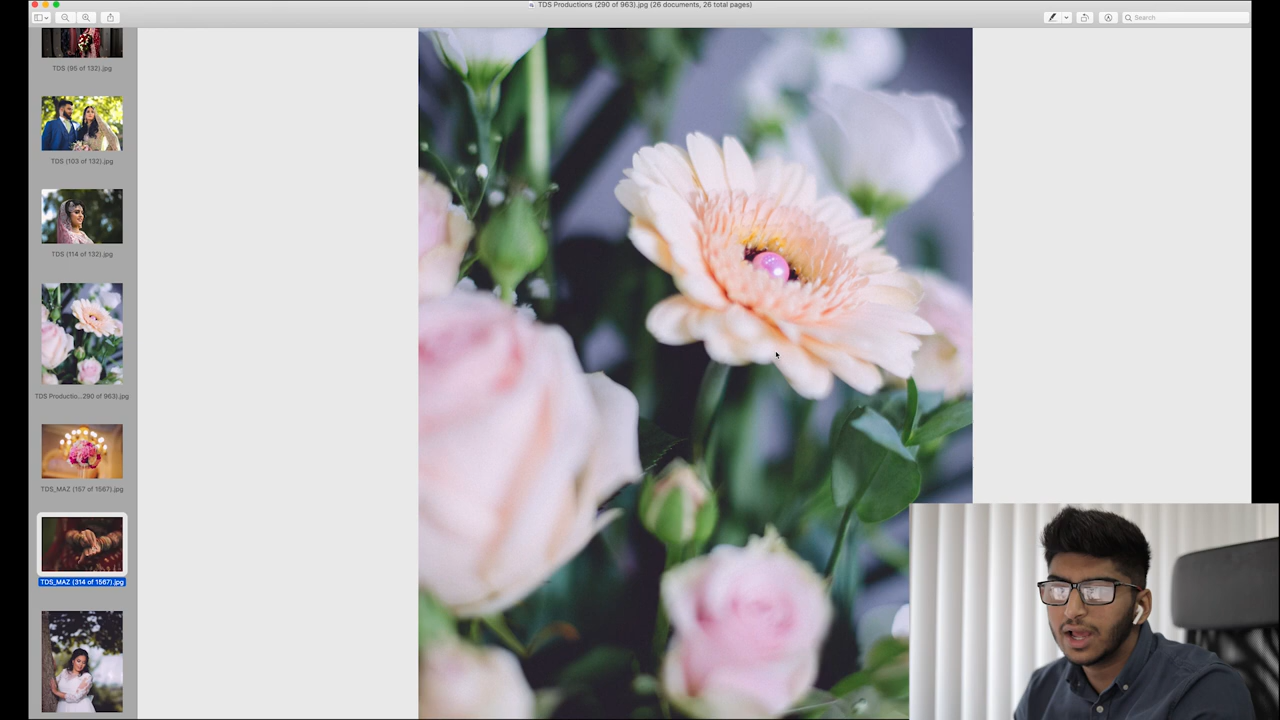 TDS Productions (290 of 963).jpg (26 documents, 26 total pages)
Search
TDS (95 of 132).jpg
TDS (103 of 132).jpg
TDS (114 of 132).jpg
TDS Productio...290 of 963).jpg
TDS_MAZ (157 of 1567).jpg
TDS_MAZ (314 of 1567).jpg